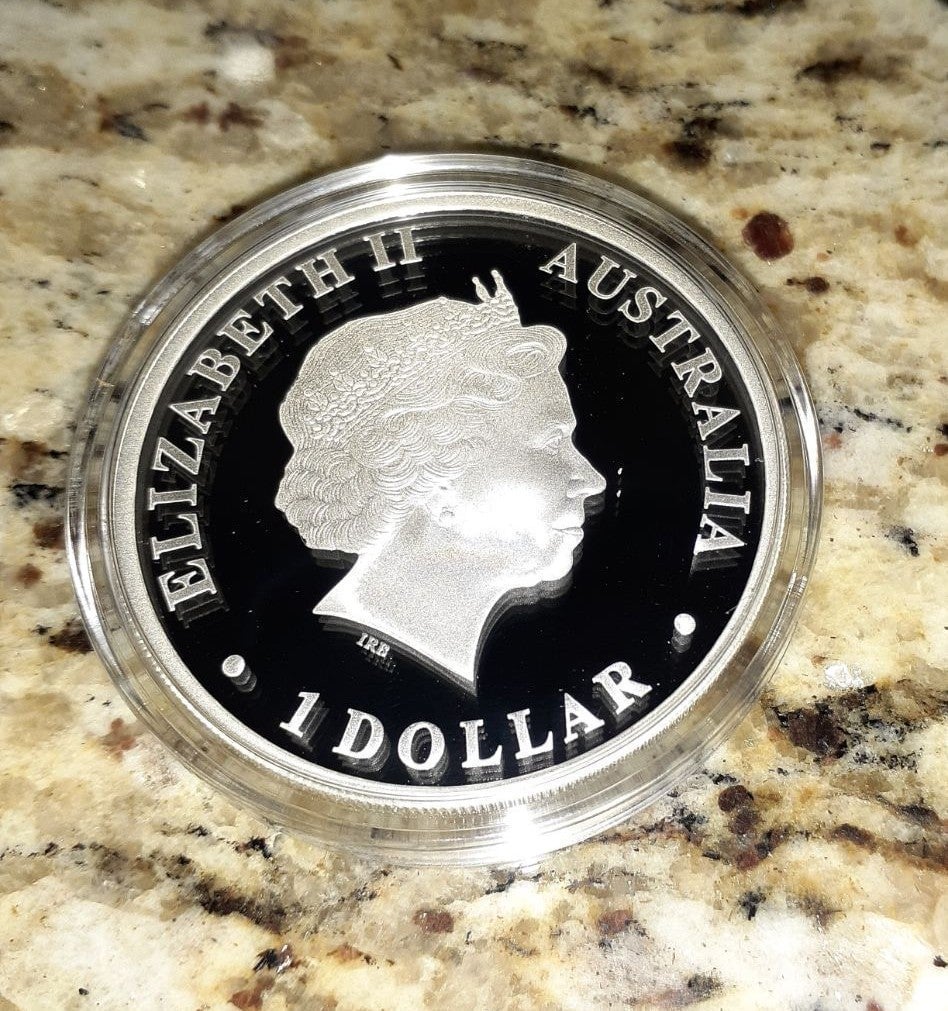 ELIZABETH II
AUSTRALIA
IRB
1 DOLLAR